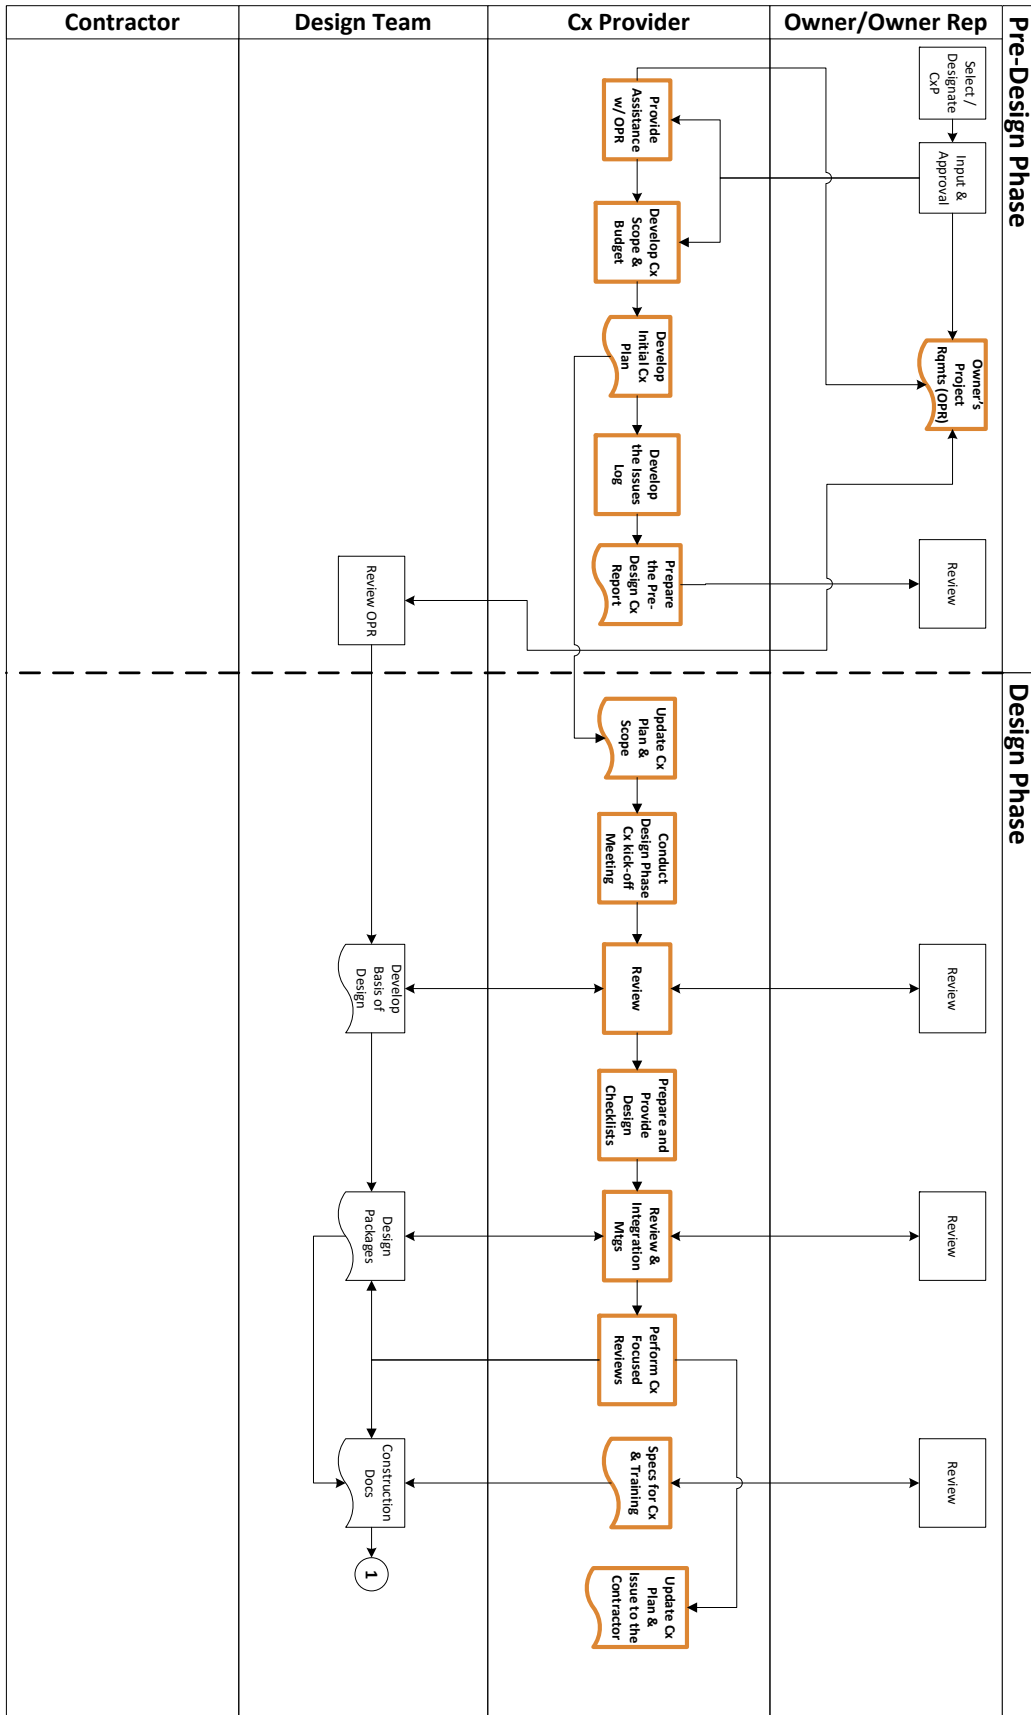 Contractor
Design Team
Cx Provider
Owner/Owner Rep
Pre-Design Phase
Select /
Designate
CxP
Input &
Approval
Owner's
Project
Rqmts (OPR)
Review
Provide
Assistance
w/ OPR
Develop Cx
Scope &
Budget
Develop
Initial Cx
Plan
Develop
the Issues
Log
Prepare
the Pre-
Design Cx
Report
Review OPR
Design Phase
Review
Review
Review
Update Cx
Plan &
Scope
Conduct
Design Phase
Cx kick-off
Meeting
Review
Prepare and
Provide
Design
Checklists
Review &
Integration
Mtgs
Perform Cx
Focused
Reviews
Specs for Cx
& Training
Update Cx
Plan &
Issue to the
Contractor
Develop
Basis of
Design
Design
Packages
Construction
Docs
1